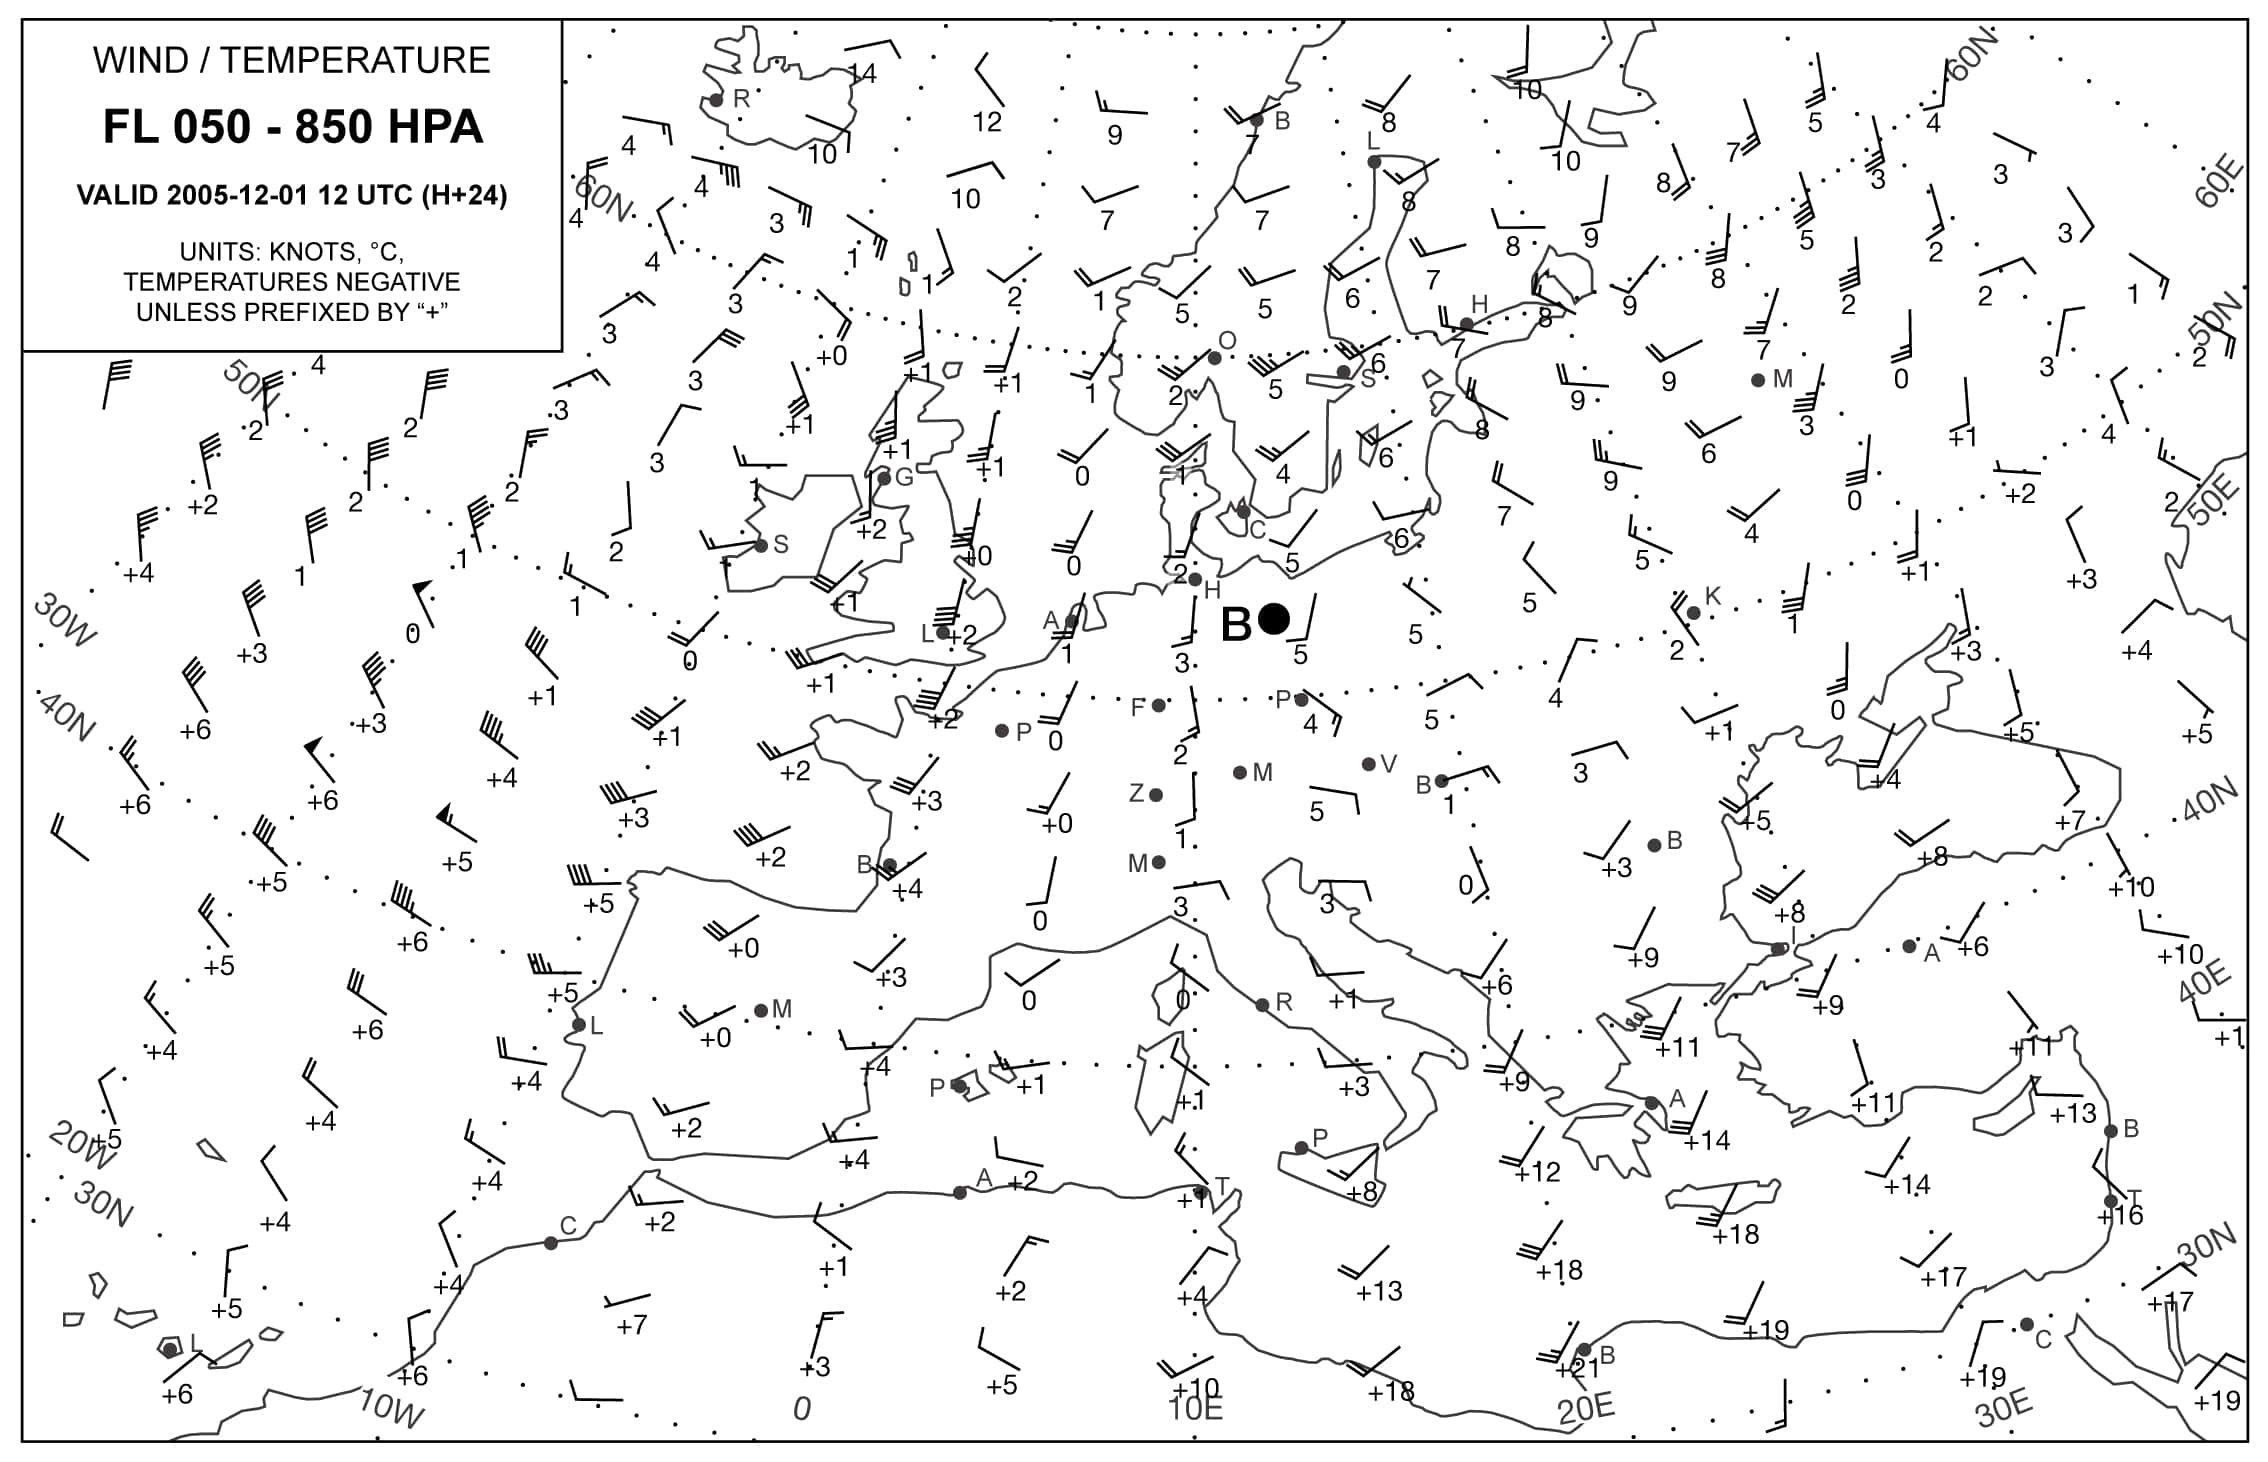 WIND / TEMPERATURE
FL 050 - 850 HPA
VALID 2005-12-01 12 UTC (H+24)
UNITS: KNOTS, °C,
TEMPERATURES NEGATIVE
UNLESS PREFIXED BY “+”
14 10 60N
R 12 9 B 8 5 4
4 10 7 L 10 7 3 60E
60N 4 10 8 8 3
4 3 7 7 9 5
4 1 8 2 3
3 1 2 1 5 5 6 7 9 8 2 2 1
3 +0 O H 8 7 50N
50N 4 3 +1 +1 1 2 5 S 6 7 9 M 0 3 2
2 2 3 +1 +1 8 9 3 +1 4
+2 2 2 3 1 G +1 0 1 4 6 9 6 0 +2 2 50E
+4 1 1 2 S +2 +0 0 C 5 6 7 5 4 +1 +3
30W 0 1 +1 2 H 5 K 1
+3 0 L +2 A 1 3 B 5 5 2 +3 +4
40N +6 +3 +1 +1 +2 F P 4 5 4 0
+1 P 0 2 +1 +5 +5
+6 +6 +4 +3 +2 +3 Z M V B 1 3 +4 40N
+5 +5 +2 B +4 +0 M 1 5 B +5 +7
+5 0 0 +3 +8 +10
+5 +6 +5 +0 +3 3 3 +9 +8 I A +6 +10
+4 +6 L M +0 0 0 R +1 +6 +9 40E
+5 +4 +4 P +1 +1 +3 +9 +11 +11 +1
20W +4 +2 A +11 +13 B
+4 +4 A +2 T P +8 +12 +14 +14 T
30N +4 C +2 +1 +16
+5 +4 +1 +2 +4 +13 +18 +18 +17 30N
L +7 +19 C +17
+6 +6 +3 +5 +10 +18 B +21 +19 +19
10W 0 10E 20E 30E